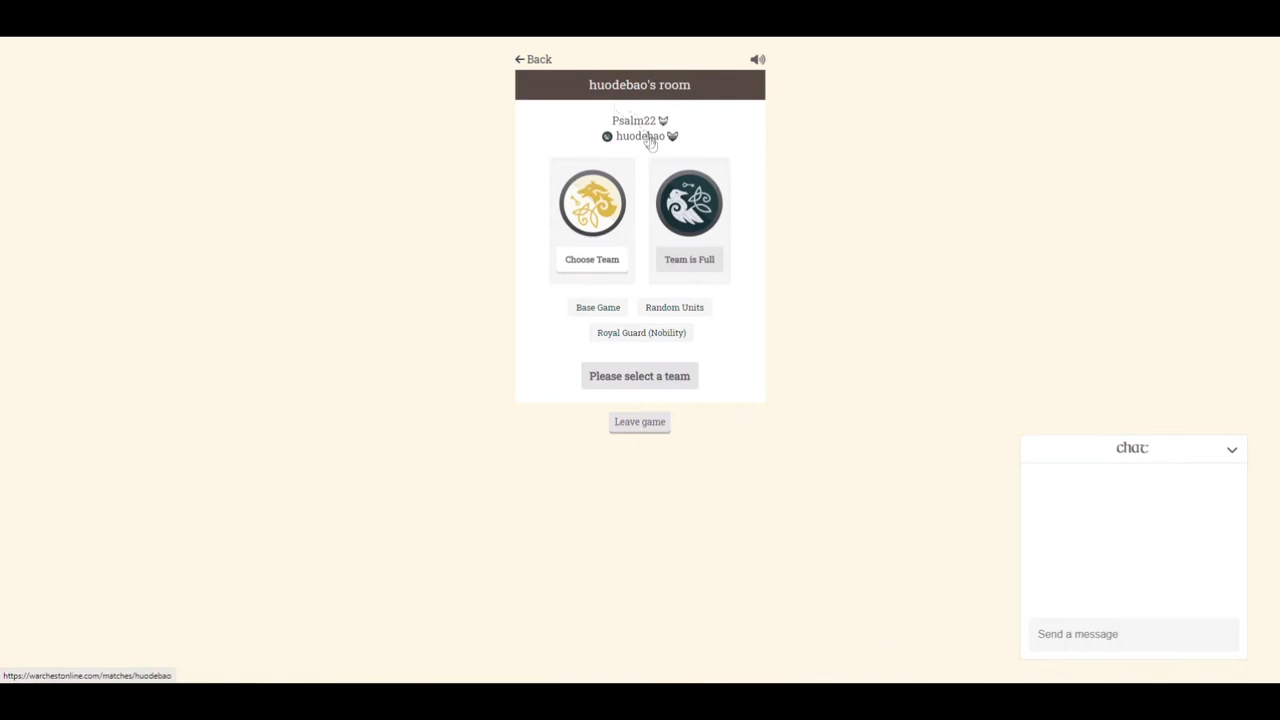 Back
huodebao's room
Psalm22
huodebao
Choose Team
Team is Full
Base Game
Random Units
Royal Guard (Nobility)
Please select a team
Leave game
chat
Send a message
https://warchestonline.com/matches/huodebao